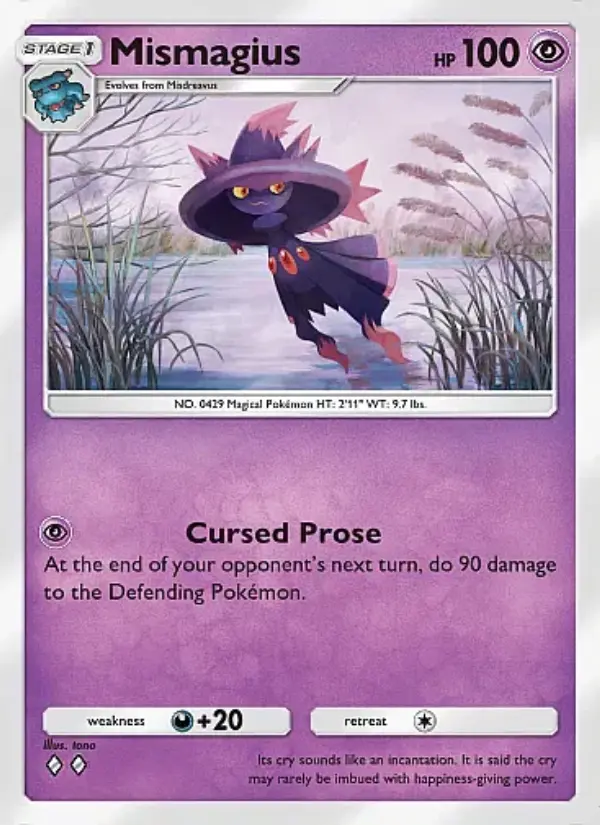 STAGE 1 Mismagius HP 100
Evolves from Misdreavus
NO. 0429 Magical Pokémon HT: 2'11" WT: 9.7 lbs.
Cursed Prose
At the end of your opponent's next turn, do 90 damage
to the Defending Pokémon.
weakness +20 retreat
Illus. tono
Its cry sounds like an incantation. It is said the cry
may rarely be imbued with happiness-giving power.